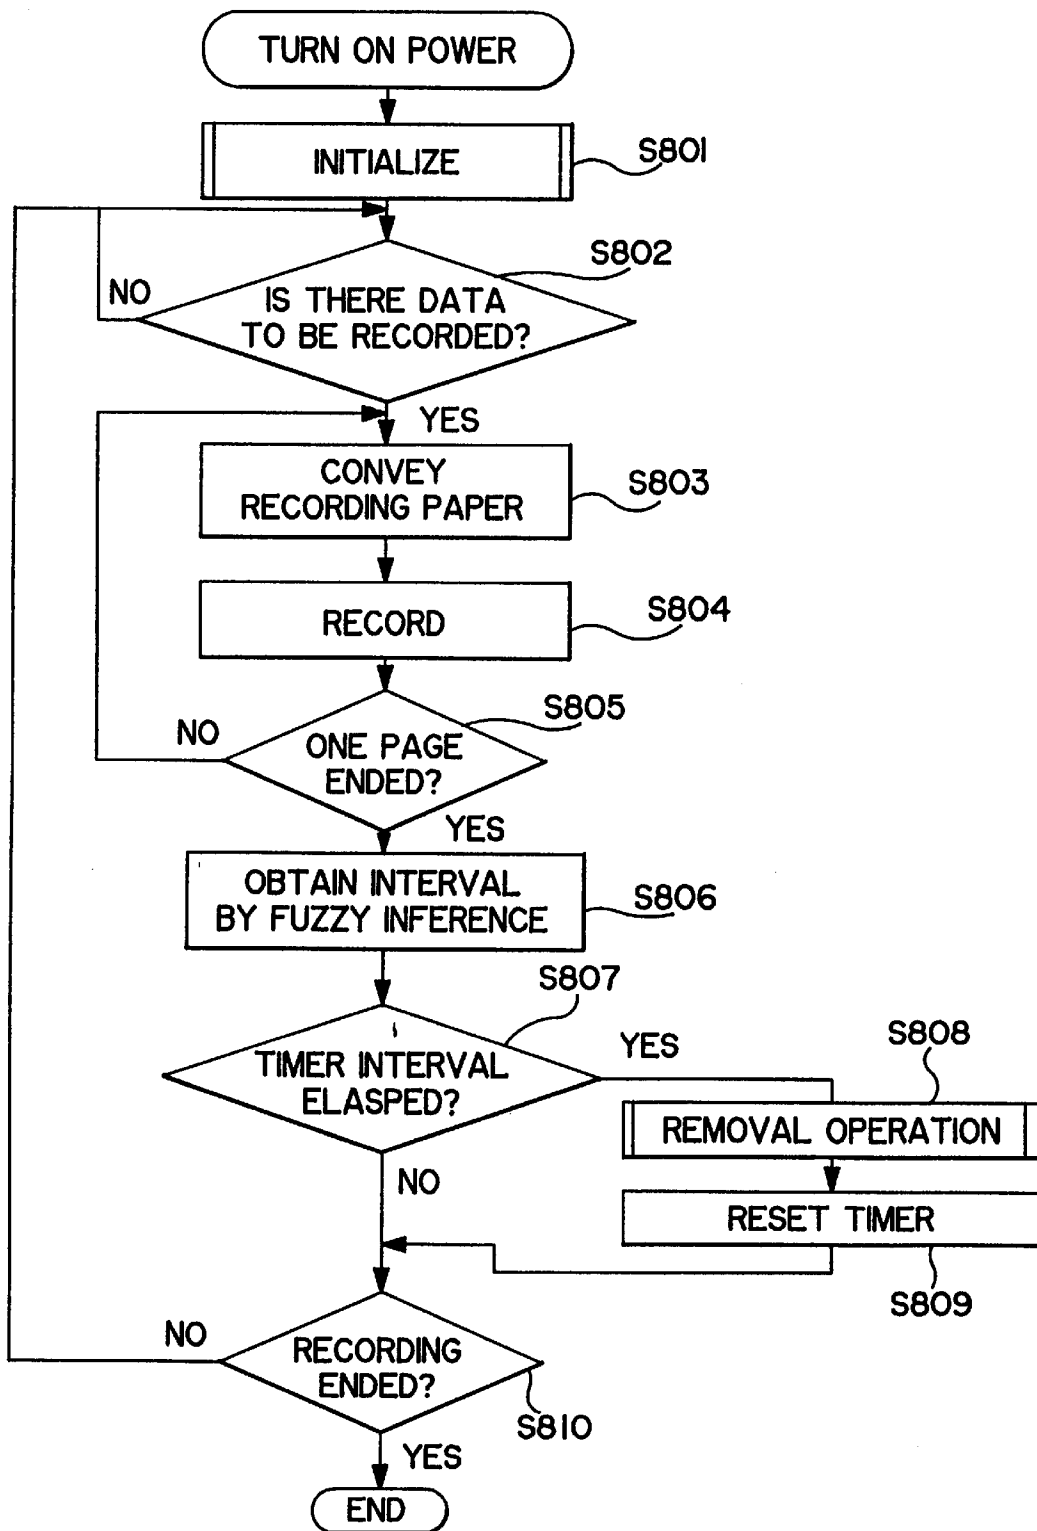 TURN ON POWER
INITIALIZE
S801
S802
NO
IS THERE DATA
TO BE RECORDED?
YES
CONVEY
RECORDING PAPER
S803
RECORD
S804
S805
NO
ONE PAGE
ENDED?
YES
OBTAIN INTERVAL
BY FUZZY INFERENCE
S806
S807
TIMER INTERVAL
ELASPED?
YES
S808
REMOVAL OPERATION
NO
RESET TIMER
S809
NO
RECORDING
ENDED?
S810
YES
END